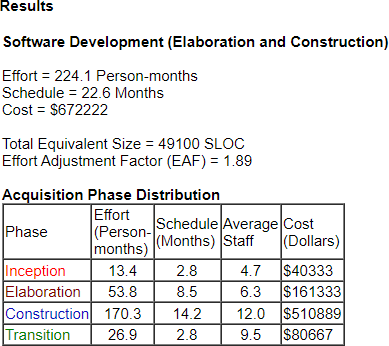 Results
Software Development (Elaboration and Construction)
Effort = 224.1 Person-months
Schedule = 22.6 Months
Cost = $672222
Total Equivalent Size = 49100 SLOC
Effort Adjustment Factor (EAF) = 1.89
Acquisition Phase Distribution
Phase Effort (Person-months) Schedule (Months) Average Staff Cost (Dollars)
Inception 13.4 2.8 4.7 $40333
Elaboration 53.8 8.5 6.3 $161333
Construction 170.3 14.2 12.0 $510889
Transition 26.9 2.8 9.5 $80667